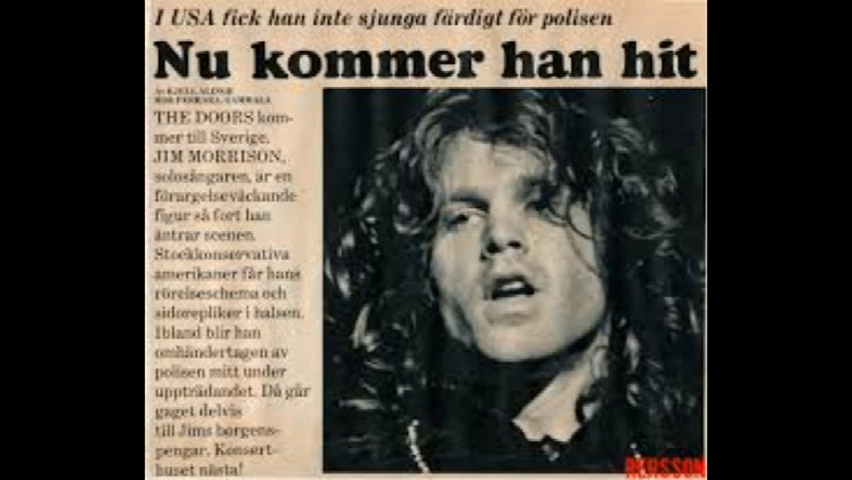 I USA fick han inte sjunga färdigt för polisen
Nu kommer han hit
THE DOORS kom-
mer till Sverige.
JIM MORRISON,
solosångaren, är en
förargelseväckande
figur så fort han
äntrar scenen.
Stockkonservativa
amerikaner får hans
rörelseschema och
sidorepliker i halsen.
Ibland blir han
omhändertagen av
polisen mitt under
uppträdandet. Då går
gaget delvis
till Jims borgens-
pengar. Konsert-
huset nästa!